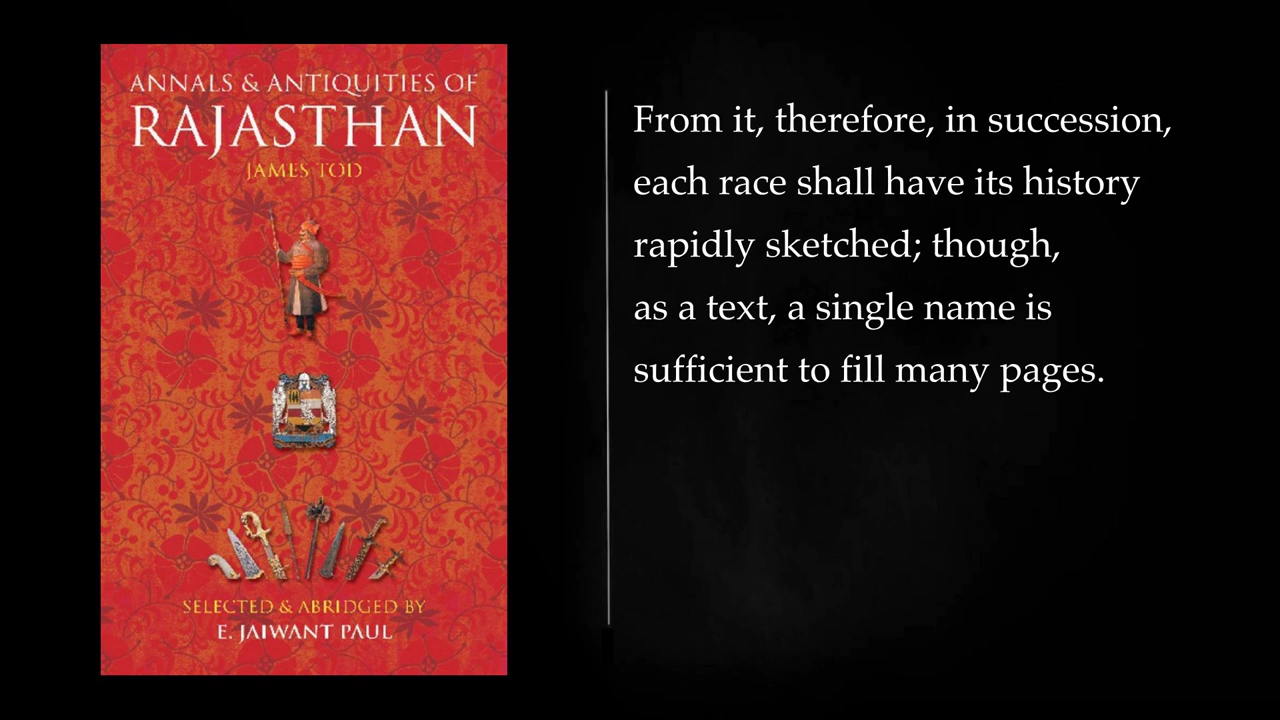 ANNALS & ANTIQUITIES OF
RAJASTHAN
JAMES TOD
SELECTED & ABRIDGED BY
E. JAIWANT PAUL
From it, therefore, in succession,
each race shall have its history
rapidly sketched; though,
as a text, a single name is
sufficient to fill many pages.